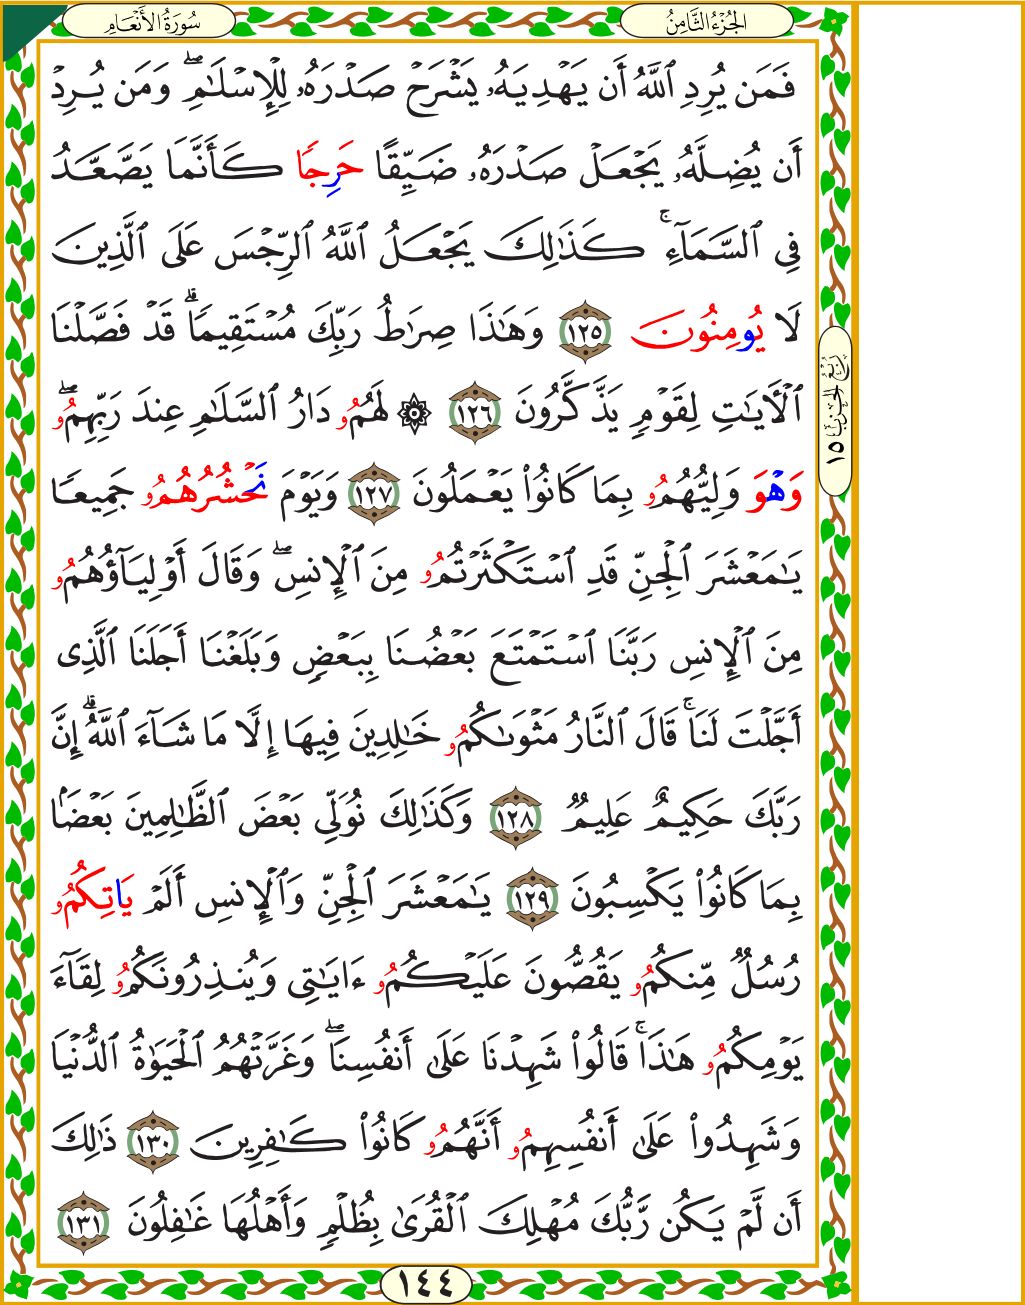 سُورَةُ الأَنْعَامِ
الجُزْءُ الثَّامِنُ
فَمَن يُرِدِ ٱللَّهُ أَن يَهْدِيَهُۥ يَشْرَحْ صَدْرَهُۥ لِلْإِسْلَٰمِۖ وَمَن يُرِدْ
أَن يُضِلَّهُۥ يَجْعَلْ صَدْرَهُۥ ضَيِّقًا حَرِجًا كَأَنَّمَا يَصَّعَّدُ
فِى ٱلسَّمَآءِۚ كَذَٰلِكَ يَجْعَلُ ٱللَّهُ ٱلرِّجْسَ عَلَى ٱلَّذِينَ
لَا يُومِنُونَ ١٢٥ وَهَٰذَا صِرَٰطُ رَبِّكَ مُسْتَقِيمًاۗ قَدْ فَصَّلْنَا
ٱلْأٓيَٰتِ لِقَوْمٍ يَذَّكَّرُونَ ١٢٦ ۞ لَهُمُۥ دَارُ ٱلسَّلَٰمِ عِندَ رَبِّهِمُۥۖ
وَهْوَ وَلِيُّهُمُۥ بِمَا كَانُوا۟ يَعْمَلُونَ ١٢٧ وَيَوْمَ نَحْشُرُهُمُۥ جَمِيعًا
يَٰمَعْشَرَ ٱلْجِنِّ قَدِ ٱسْتَكْثَرْتُمُۥ مِنَ ٱلْإِنسِۖ وَقَالَ أَوْلِيَآؤُهُمُۥ
مِنَ ٱلْإِنسِ رَبَّنَا ٱسْتَمْتَعَ بَعْضُنَا بِبَعْضٍ وَبَلَغْنَا أَجَلَنَا ٱلَّذِى
أَجَّلْتَ لَنَاۚ قَالَ ٱلنَّارُ مَثْوَىٰكُمُۥ خَٰلِدِينَ فِيهَا إِلَّا مَا شَآءَ ٱللَّهُۗ إِنَّ
رَبَّكَ حَكِيمٌ عَلِيمٌ ١٢٨ وَكَذَٰلِكَ نُوَلِّى بَعْضَ ٱلظَّٰلِمِينَ بَعْضًۢا
بِمَا كَانُوا۟ يَكْسِبُونَ ١٢٩ يَٰمَعْشَرَ ٱلْجِنِّ وَٱلْإِنسِ أَلَمْ يَاتِكُمُۥ
رُسُلٌ مِّنكُمُۥ يَقُصُّونَ عَلَيْكُمُۥ ءَايَٰتِى وَيُنذِرُونَكُمُۥ لِقَآءَ
يَوْمِكُمُۥ هَٰذَاۚ قَالُوا۟ شَهِدْنَا عَلَىٰ أَنفُسِنَاۖ وَغَرَّتْهُمُ ٱلْحَيَوٰةُ ٱلدُّنْيَا
وَشَهِدُوا۟ عَلَىٰ أَنفُسِهِمُۥ أَنَّهُمُۥ كَانُوا۟ كَٰفِرِينَ ١٣٠ ذَٰلِكَ
أَن لَّمْ يَكُن رَّبُّكَ مُهْلِكَ ٱلْقُرَىٰ بِظُلْمٍ وَأَهْلُهَا غَٰفِلُونَ ١٣١
رُبُعُ الحِزْبِ ١٥
١٤٤